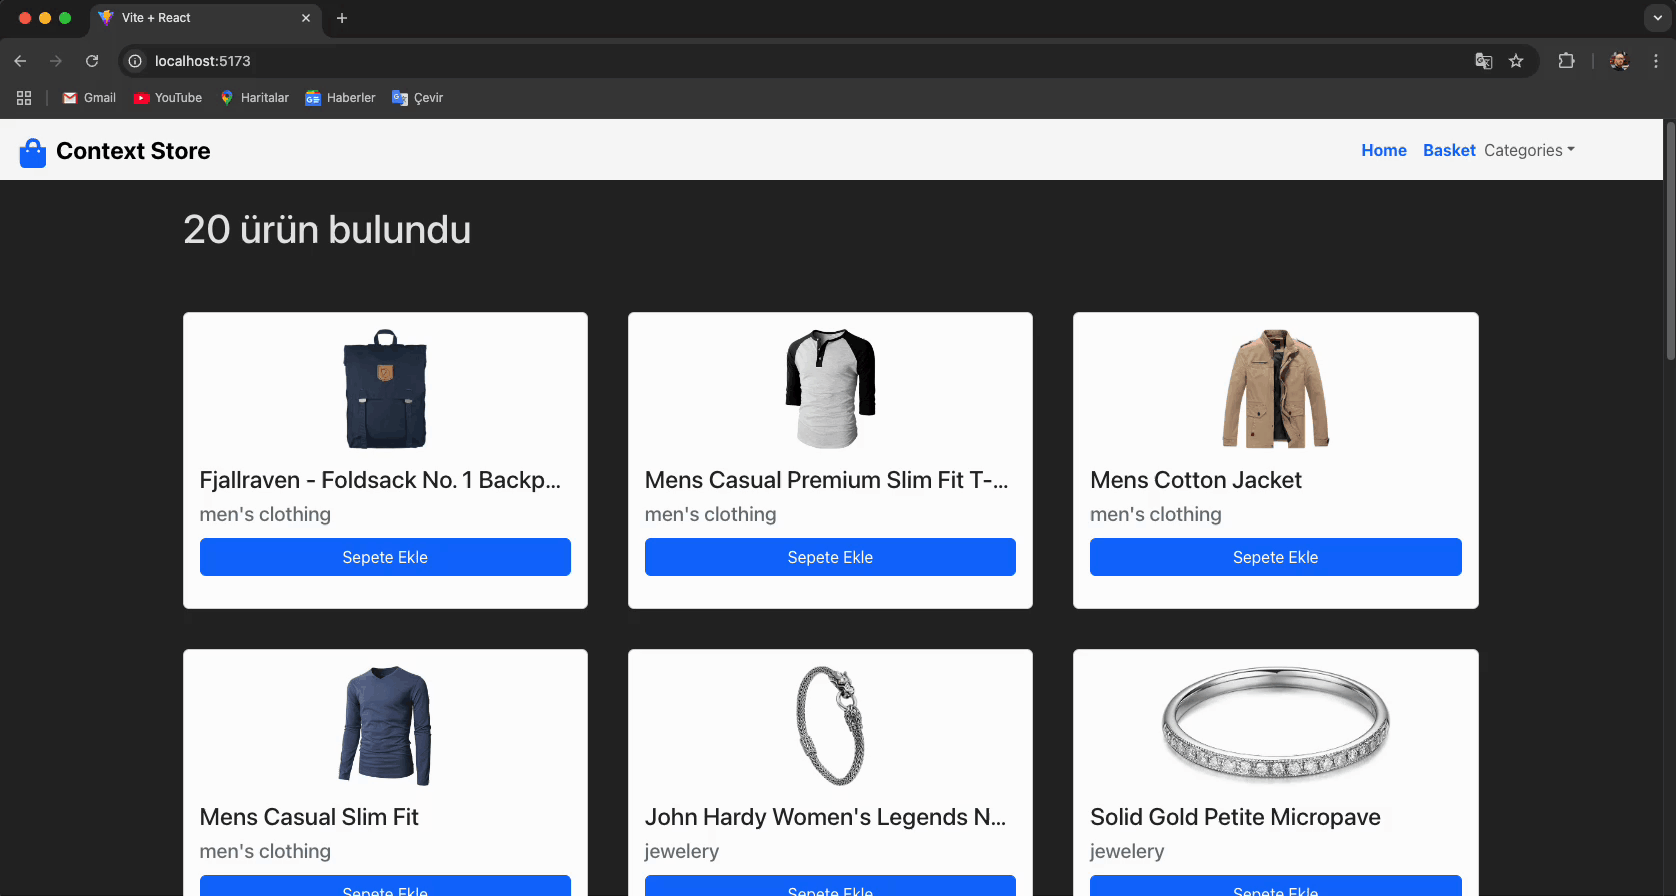 Vite + React
localhost:5173
Gmail YouTube Haritalar Haberler Çevir
Context Store
Home Basket Categories
20 ürün bulundu
Fjallraven - Foldsack No. 1 Backp...
men's clothing
Sepete Ekle
Mens Casual Premium Slim Fit T-...
men's clothing
Sepete Ekle
Mens Cotton Jacket
men's clothing
Sepete Ekle
Mens Casual Slim Fit
men's clothing
Sepete Ekle
John Hardy Women's Legends N...
jewelery
Sepete Ekle
Solid Gold Petite Micropave
jewelery
Sepete Ekle